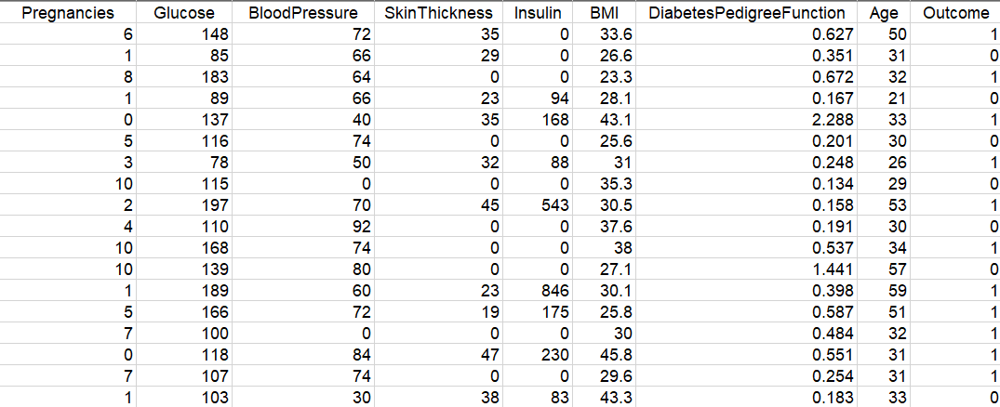 Pregnancies Glucose BloodPressure SkinThickness Insulin BMI DiabetesPedigreeFunction Age Outcome
6 148 72 35 0 33.6 0.627 50 1
1 85 66 29 0 26.6 0.351 31 0
8 183 64 0 0 23.3 0.672 32 1
1 89 66 23 94 28.1 0.167 21 0
0 137 40 35 168 43.1 2.288 33 1
5 116 74 0 0 25.6 0.201 30 0
3 78 50 32 88 31 0.248 26 1
10 115 0 0 0 35.3 0.134 29 0
2 197 70 45 543 30.5 0.158 53 1
4 110 92 0 0 37.6 0.191 30 0
10 168 74 0 0 38 0.537 34 1
10 139 80 0 0 27.1 1.441 57 0
1 189 60 23 846 30.1 0.398 59 1
5 166 72 19 175 25.8 0.587 51 1
7 100 0 0 0 30 0.484 32 1
0 118 84 47 230 45.8 0.551 31 1
7 107 74 0 0 29.6 0.254 31 1
1 103 30 38 83 43.3 0.183 33 0